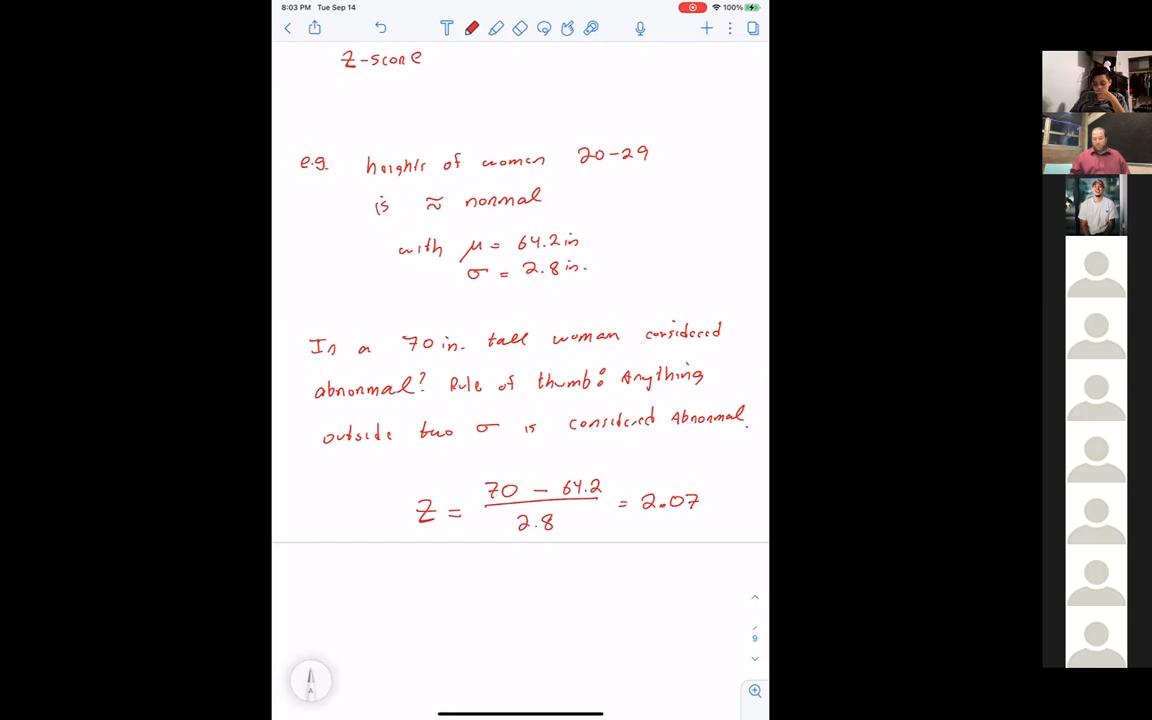 8:03 PM Tue Sep 14
100%
Z-score
e.g. heights of women 20-29
is ≈ normal
with μ = 64.2 in
σ = 2.8 in.
In a 70 in. tall woman considered
abnormal? Rule of thumb: Anything
outside two σ is considered Abnormal.
Z = (70 - 64.2)/2.8 = 2.07
9